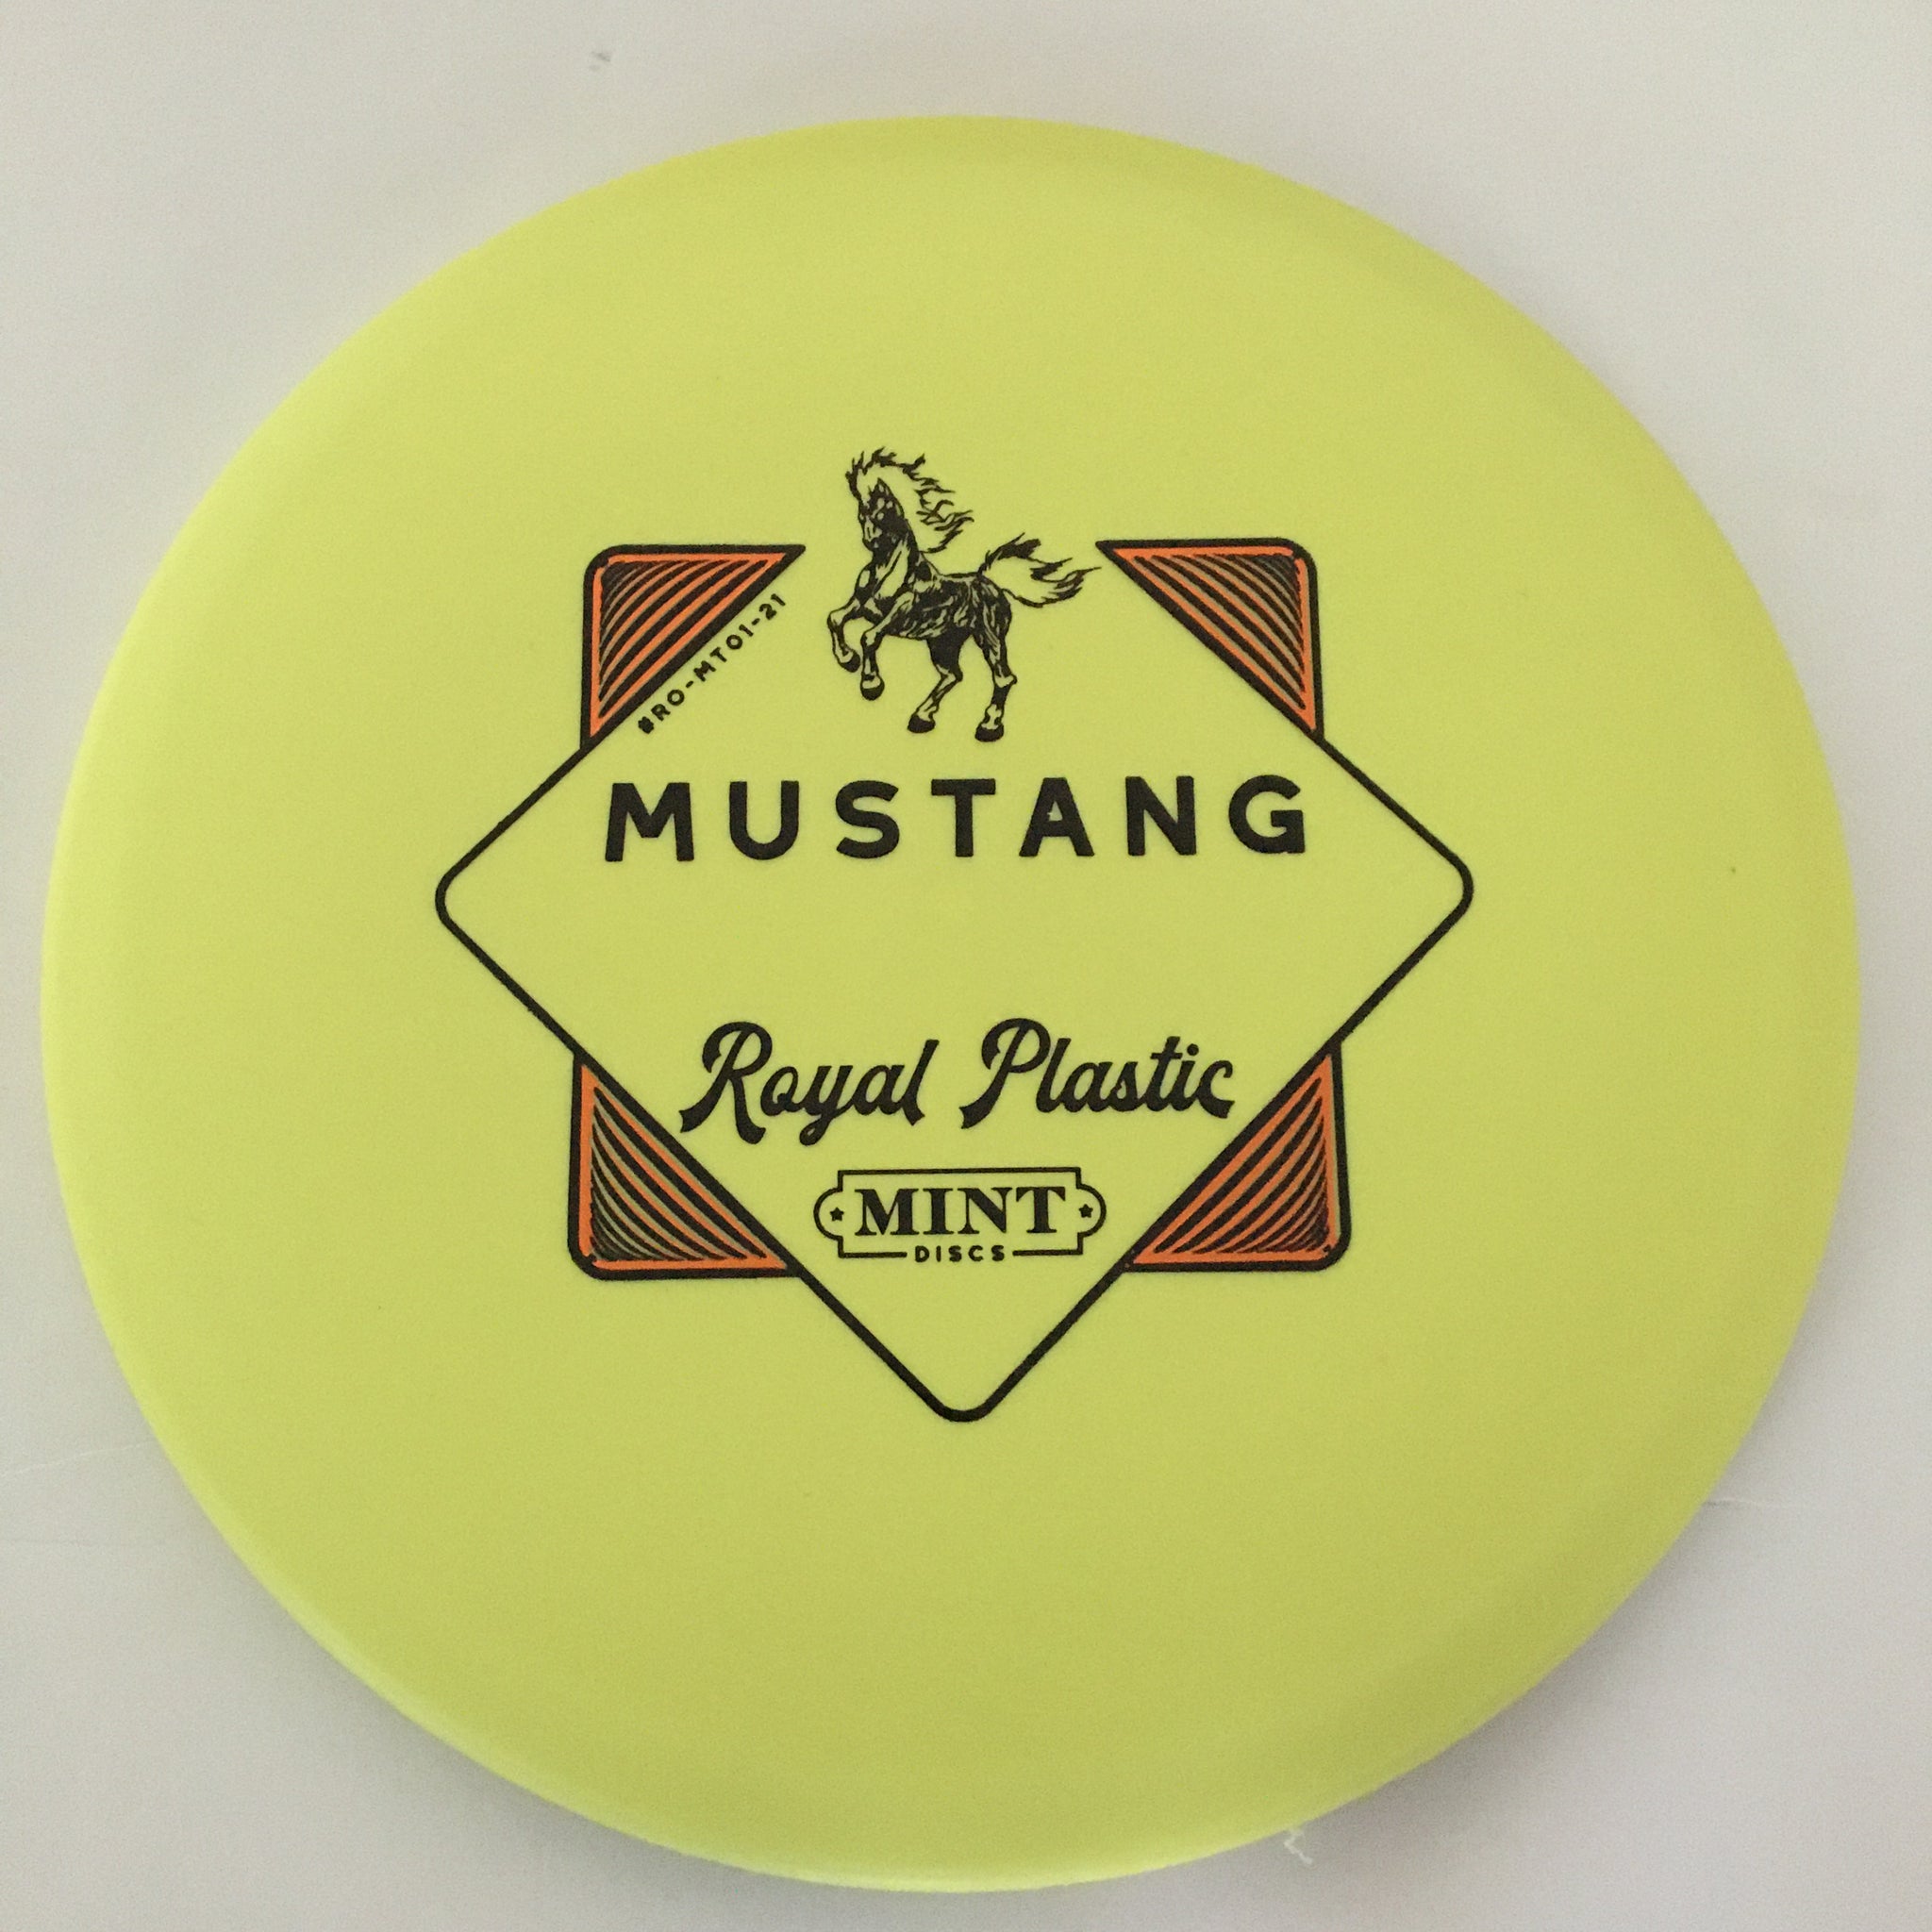 #RO-MT01-21
MUSTANG
Royal Plastic
MINT
DISCS